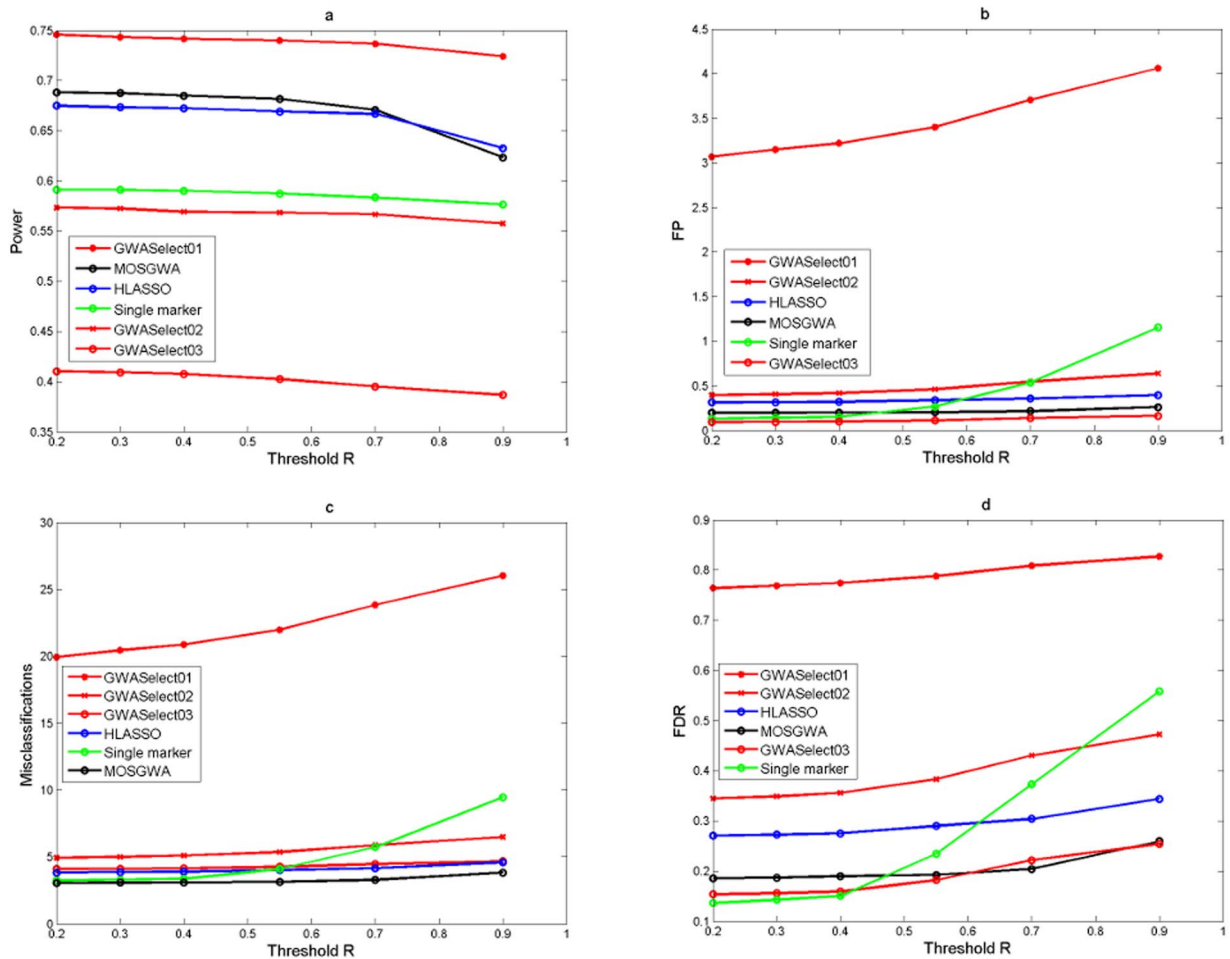 a
0.75
0.7
0.65
0.6
0.55
0.5
0.45
0.4
0.35
Power
GWASelect01
MOSGWA
HLASSO
Single marker
GWASelect02
GWASelect03
0.2 0.3 0.4 0.5 0.6 0.7 0.8 0.9 1
Threshold R
b
4.5
4
3.5
3
2.5
2
1.5
1
0.5
0
FP
GWASelect01
GWASelect02
HLASSO
MOSGWA
Single marker
GWASelect03
0.2 0.3 0.4 0.5 0.6 0.7 0.8 0.9 1
Threshold R
c
30
25
20
15
10
5
0
Misclassifications
GWASelect01
GWASelect02
GWASelect03
HLASSO
Single marker
MOSGWA
0.2 0.3 0.4 0.5 0.6 0.7 0.8 0.9 1
Threshold R
d
0.9
0.8
0.7
0.6
0.5
0.4
0.3
0.2
0.1
FDR
GWASelect01
GWASelect02
HLASSO
MOSGWA
GWASelect03
Single marker
0.2 0.3 0.4 0.5 0.6 0.7 0.8 0.9 1
Threshold R